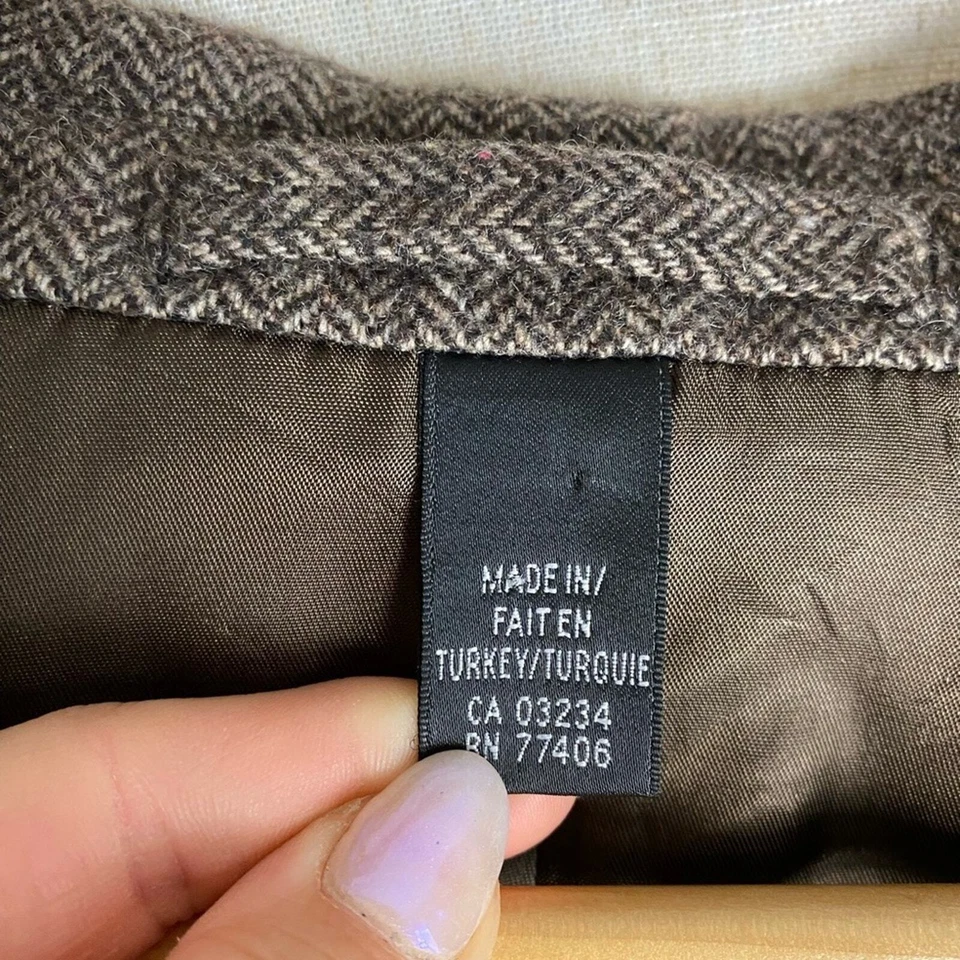 MADE IN/
FAIT EN
TURKEY/TURQUIE
CA 03234
RN 77406